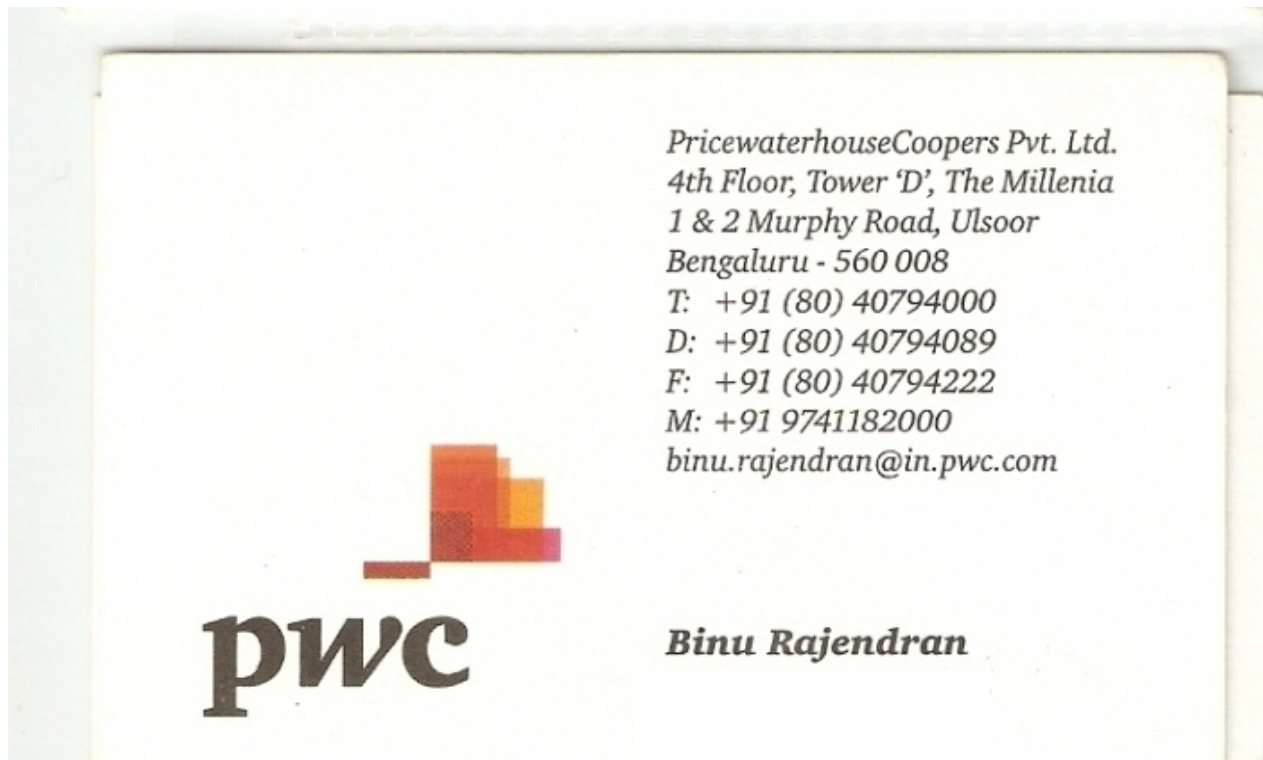 PricewaterhouseCoopers Pvt. Ltd.
4th Floor, Tower ‘D’, The Millenia
1 & 2 Murphy Road, Ulsoor
Bengaluru - 560 008
T: +91 (80) 40794000
D: +91 (80) 40794089
F: +91 (80) 40794222
M: +91 9741182000
binu.rajendran@in.pwc.com
pwc
Binu Rajendran